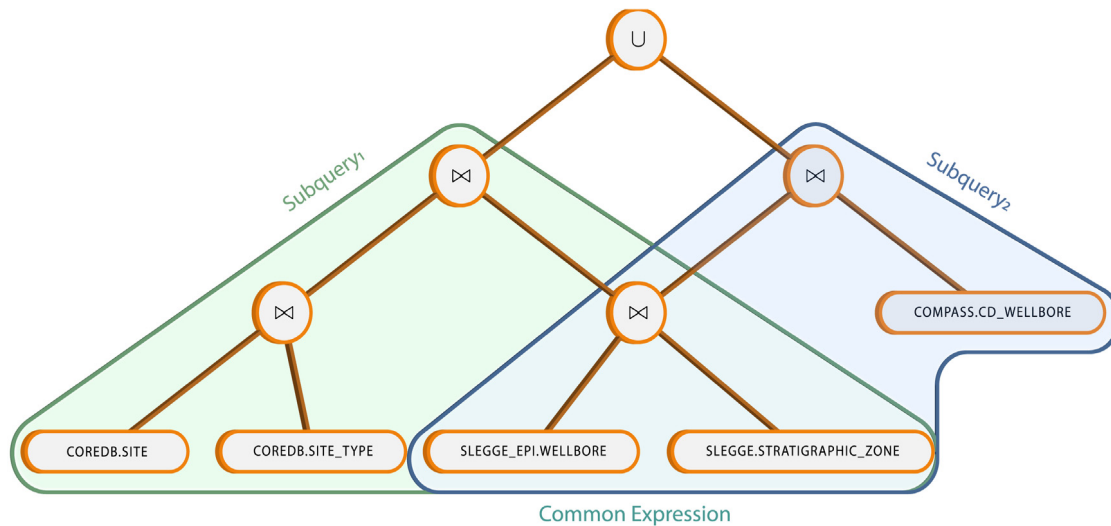 ∪
Subquery₁
⋈
⋈
Subquery₂
⋈
⋈
COMPASS.CD_WELLBORE
COREDB.SITE
COREDB.SITE_TYPE
SLEGGE_EPI.WELLBORE
SLEGGE.STRATIGRAPHIC_ZONE
Common Expression